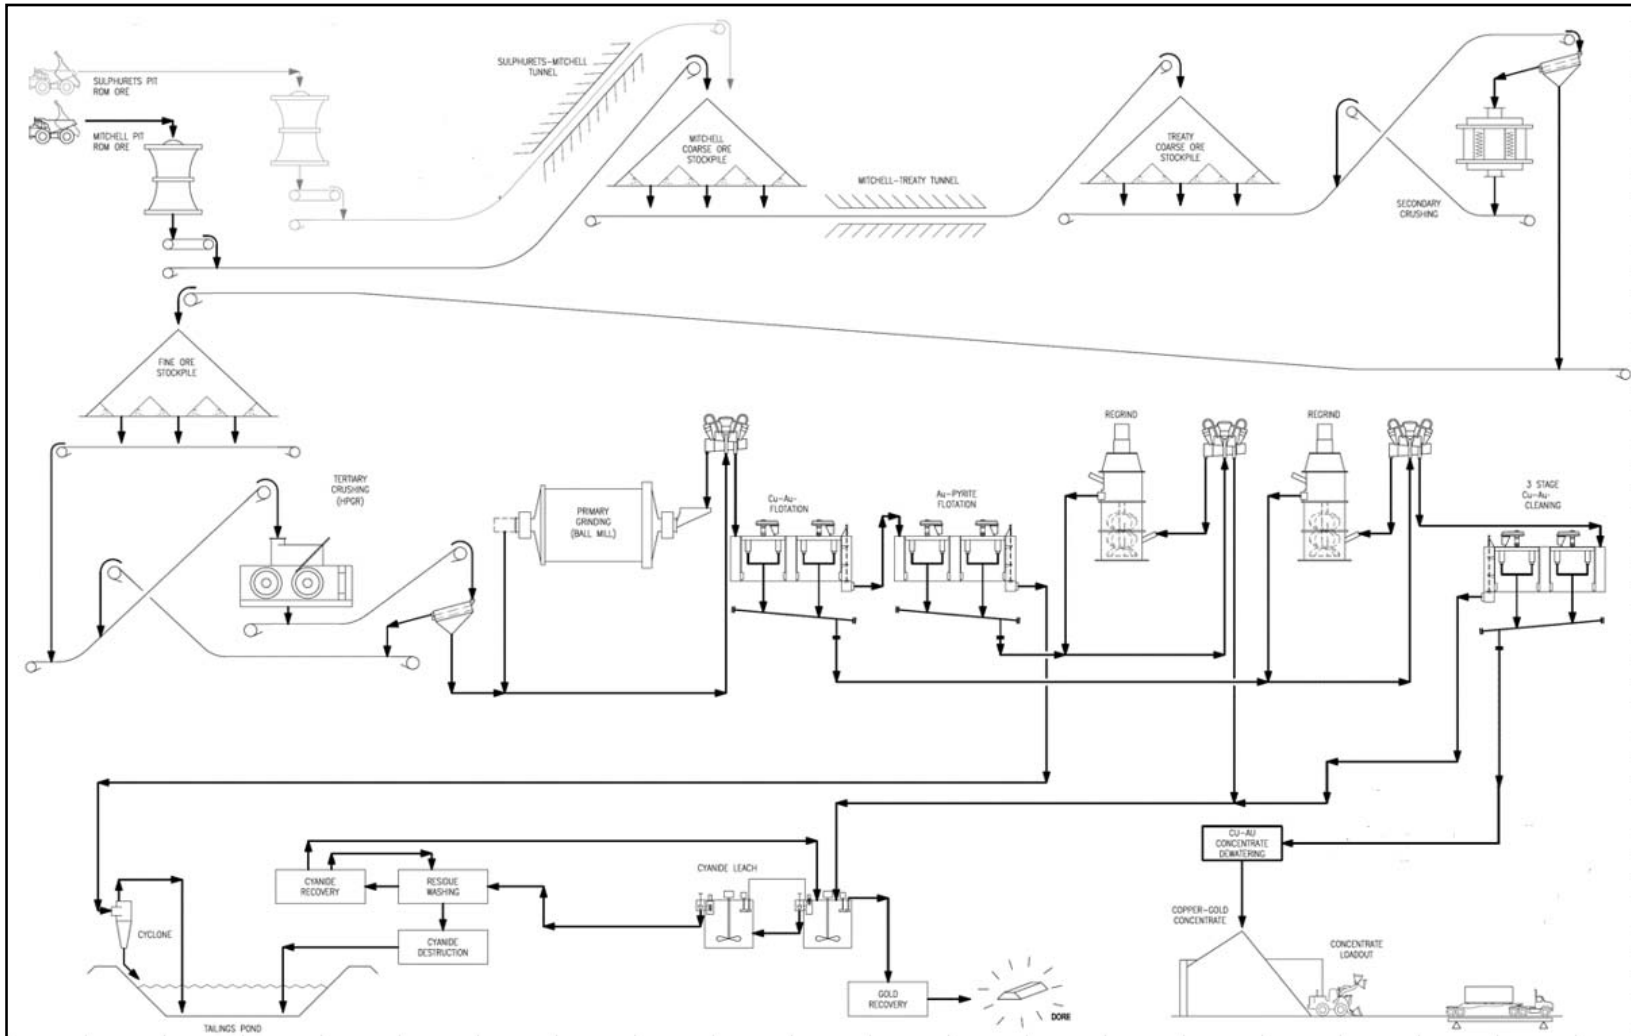 SULPHURETS PIT
ROM ORE
MITCHELL PIT
ROM ORE
SULPHURETS-MITCHELL
TUNNEL
MITCHELL
COARSE ORE
STOCKPILE
MITCHELL-TREATY TUNNEL
TREATY
COARSE ORE
STOCKPILE
SECONDARY
CRUSHING
FINE ORE
STOCKPILE
TERTIARY
CRUSHING
(HPGR)
PRIMARY
GRINDING
(BALL MILL)
Cu-Au-
FLOTATION
Au-PYRITE
FLOTATION
REGRIND
REGRIND
3 STAGE
Cu-Au-
CLEANING
CYANIDE
RECOVERY
RESIDUE
WASHING
CYANIDE
DESTRUCTION
CYANIDE LEACH
CYCLONE
TAILINGS POND
GOLD
RECOVERY
DORE
CU-AU
CONCENTRATE
DEWATERING
COPPER-GOLD
CONCENTRATE
CONCENTRATE
LOADOUT